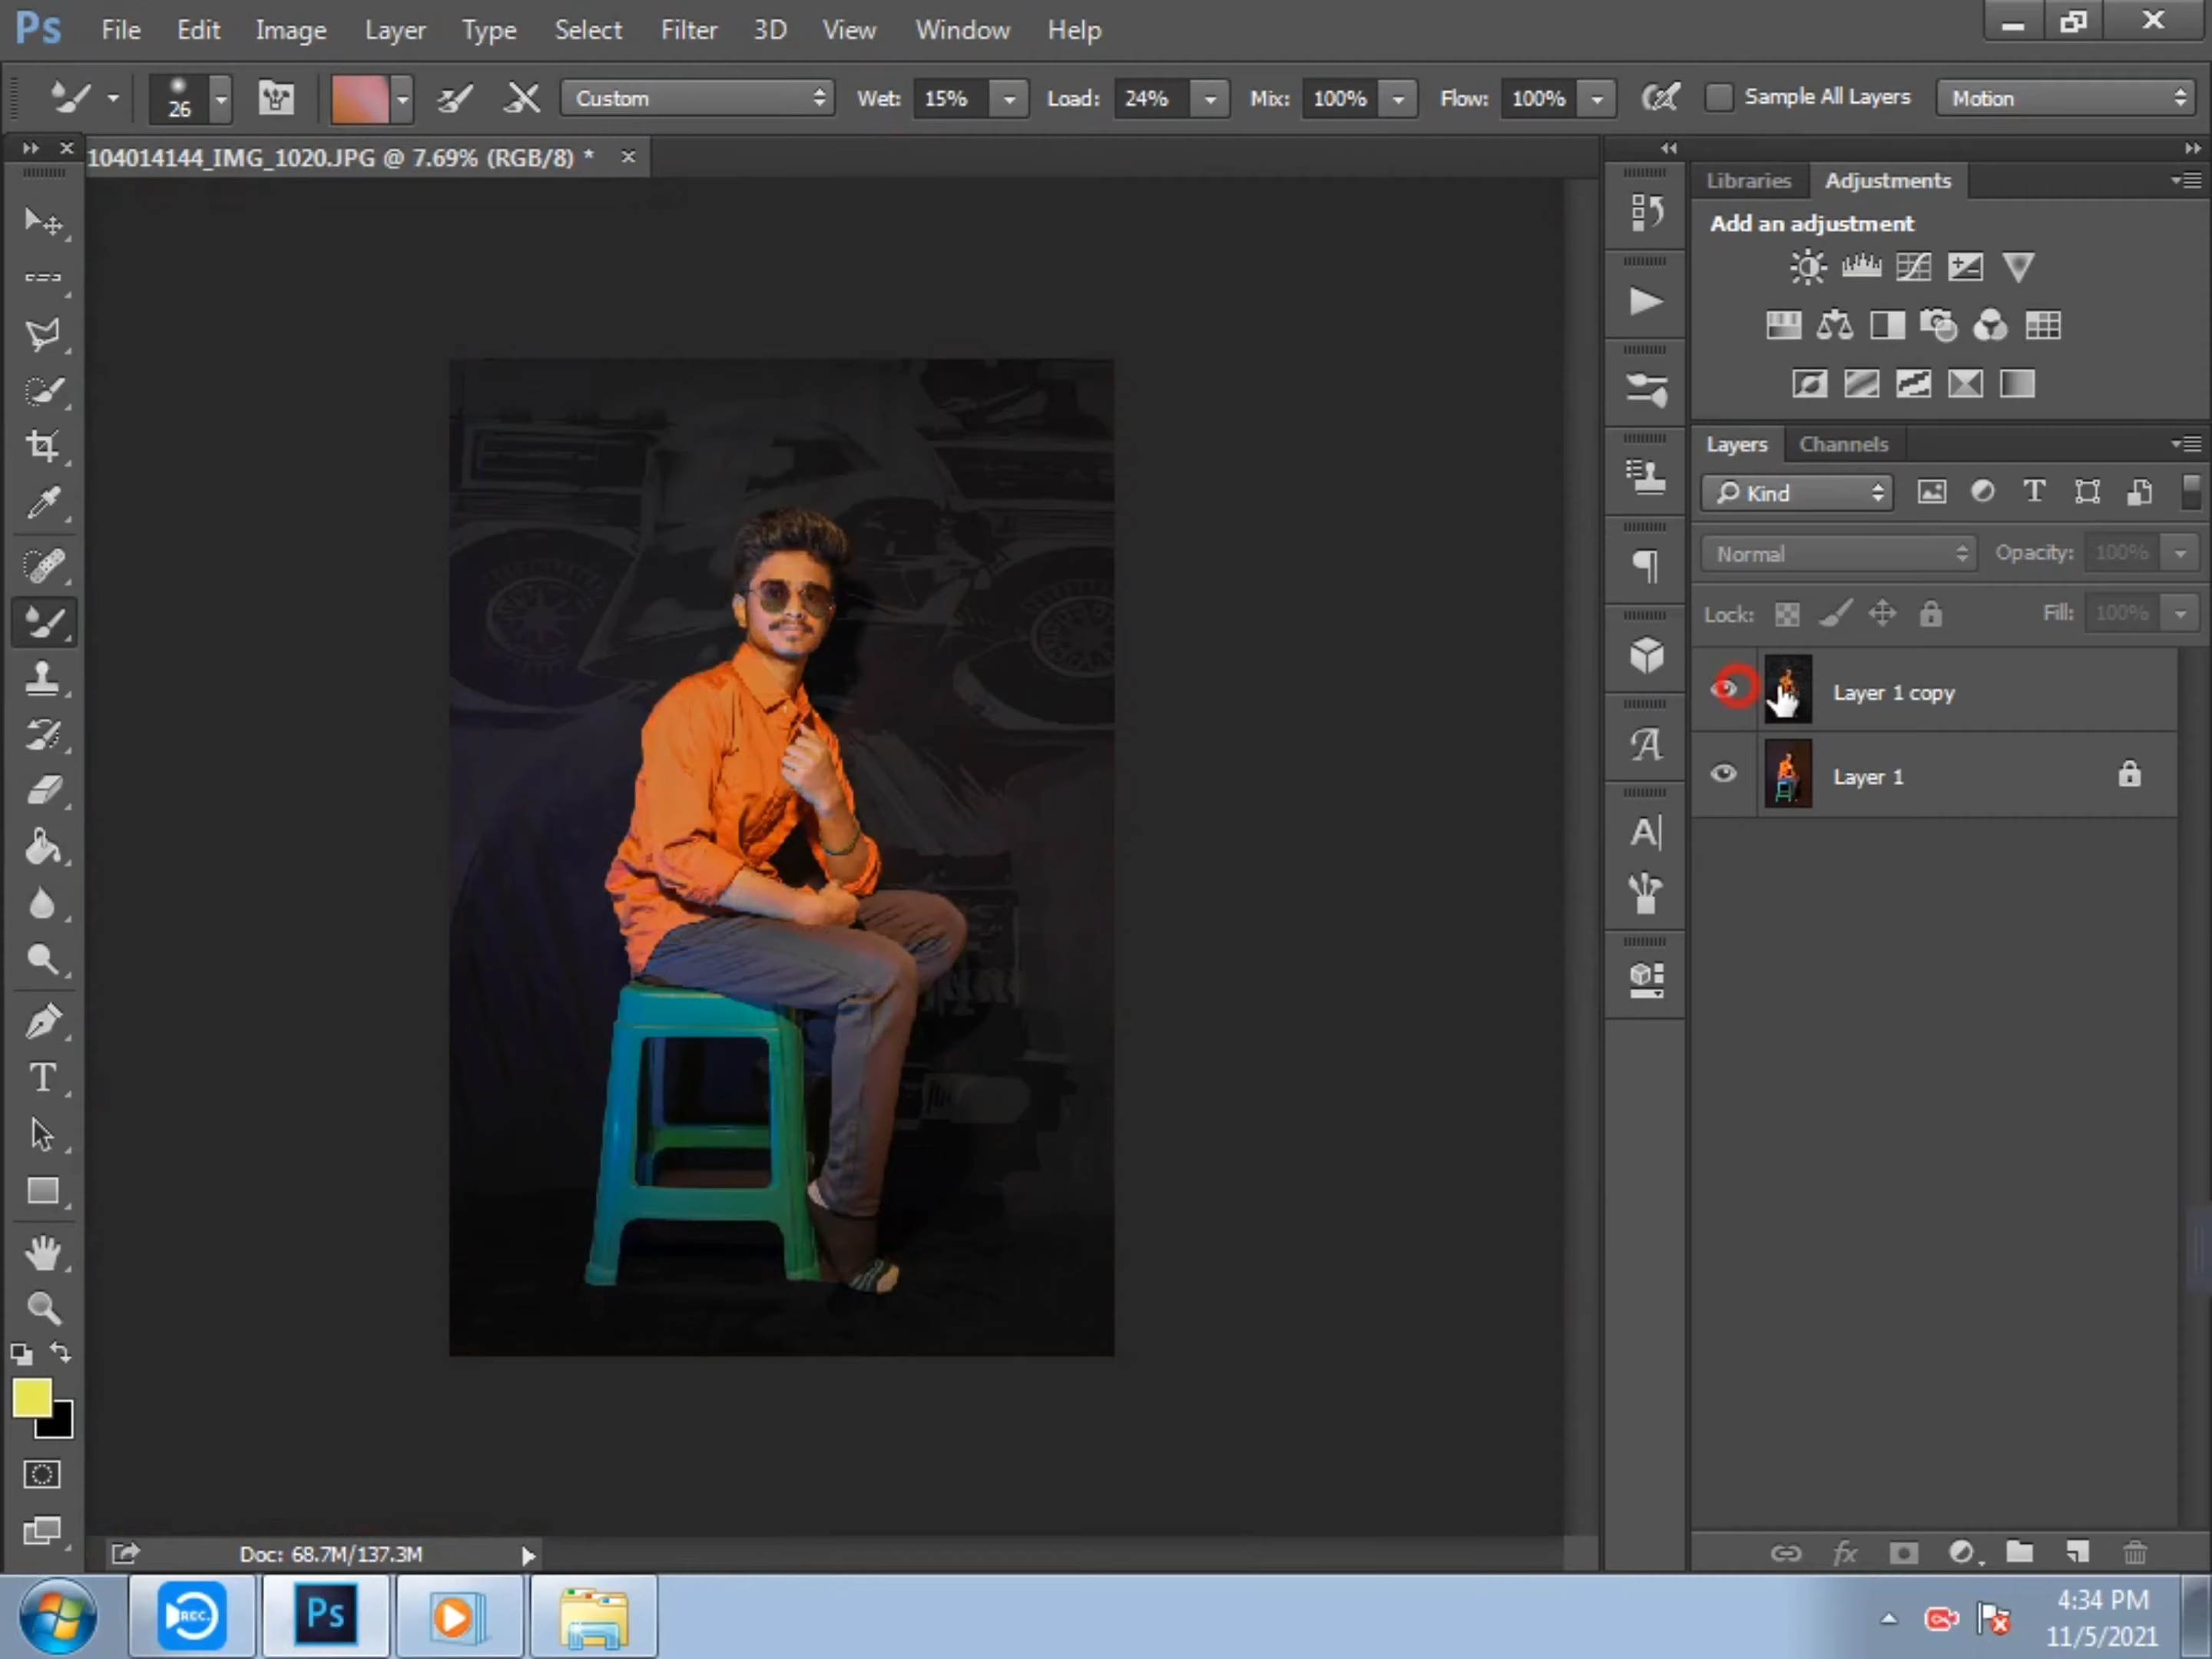 Ps File Edit Image Layer Type Select Filter 3D View Window Help
26 Custom Wet: 15% Load: 24% Mix: 100% Flow: 100% Sample All Layers Motion
104014144_IMG_1020.JPG @ 7.69% (RGB/8) *
Libraries Adjustments
Add an adjustment
Layers Channels
Kind
Normal Opacity: 100%
Lock: Fill: 100%
Layer 1 copy
Layer 1
Doc: 68.7M/137.3M
REC.
Ps
4:34 PM
11/5/2021